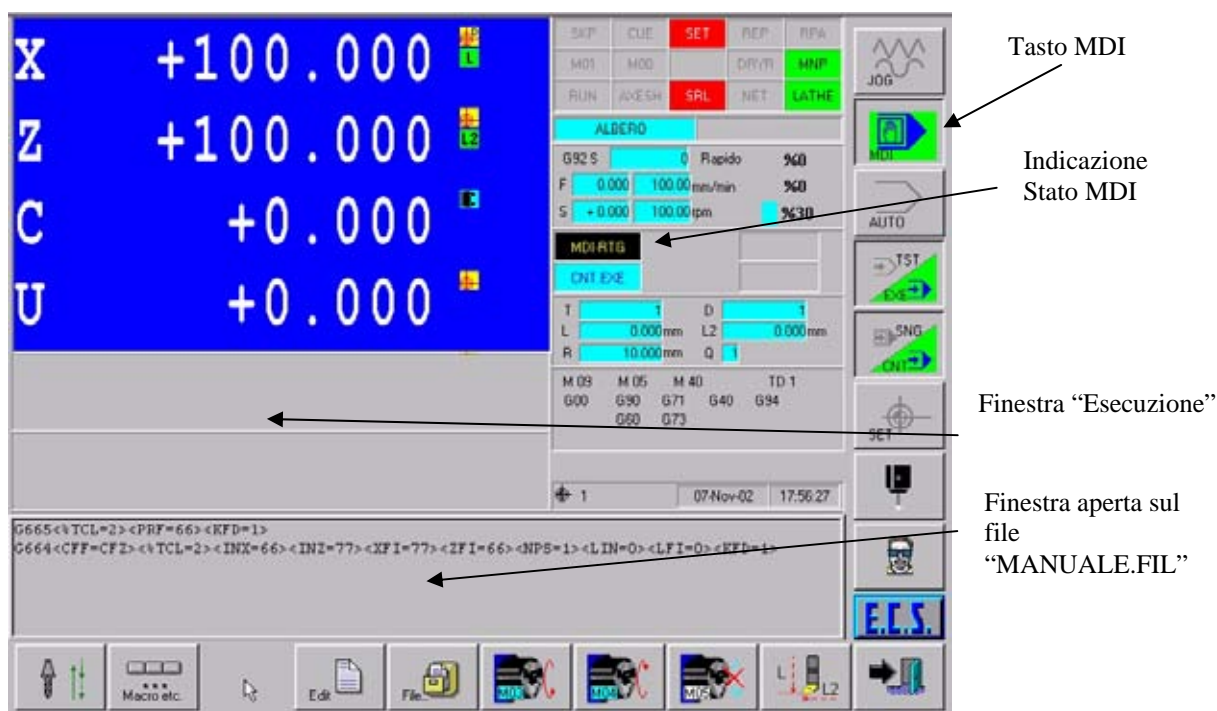 X +100.000 P L
Z +100.000 L2
C +0.000 C
U +0.000
SKP CUE SET REP RPA
M01 M00 DRY/R MNP
RUN AXESH SRL NET LATHE
ALBERO
G92 S 0 Rapido %0
F 0.000 100.00 mm/min %0
S +0.000 100.00 rpm %30
MDI-RTG
CNT.EXE
T 1 D 1
L 0.000 mm L2 0.000 mm
R 10.000 mm Q 1
M 09 M 05 M 40 TD 1
G00 G90 G71 G40 G94
G60 G73
1 07-Nov-02 17:56:27
G665<%TCL=2><PRF=66><KFD=1>
G664<CFF=CFZ><%TCL=2><INX=66><INZ=77><XFI=77><ZFI=66><NPS=1><LIN=0><LFI=0><KFD=1>
Macro etc.
Edit
File...
M03
M04
M05
L L2
JOG
MDI
AUTO
TST
EXE
SNG
CNT
SET
E.C.S.
Tasto MDI
Indicazione
Stato MDI
Finestra “Esecuzione”
Finestra aperta sul
file
“MANUALE.FIL”